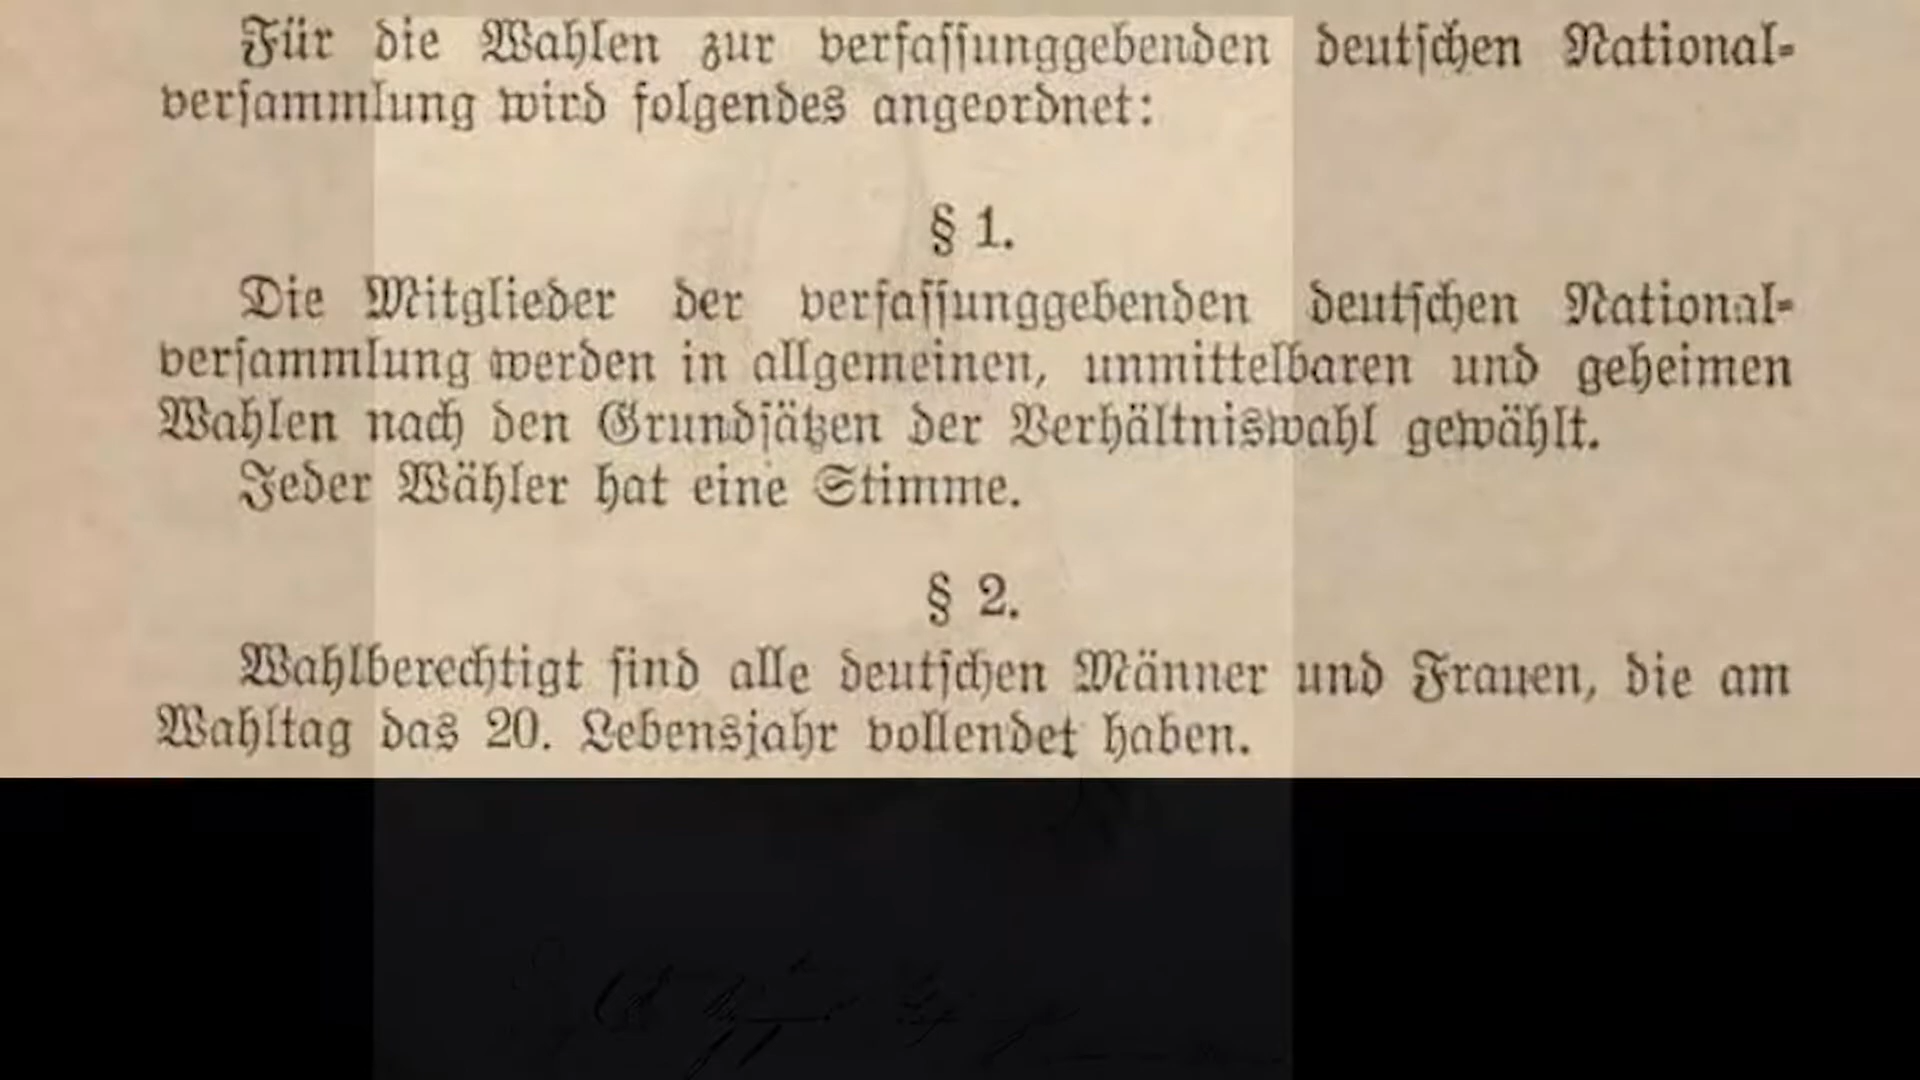 Für die Wahlen zur verfassunggebenden deutschen National-
versammlung wird folgendes angeordnet:
§ 1.
Die Mitglieder der verfassunggebenden deutschen National-
versammlung werden in allgemeinen, unmittelbaren und geheimen
Wahlen nach den Grundsätzen der Verhältniswahl gewählt.
Jeder Wähler hat eine Stimme.
§ 2.
Wahlberechtigt sind alle deutschen Männer und Frauen, die am
Wahltag das 20. Lebensjahr vollendet haben.